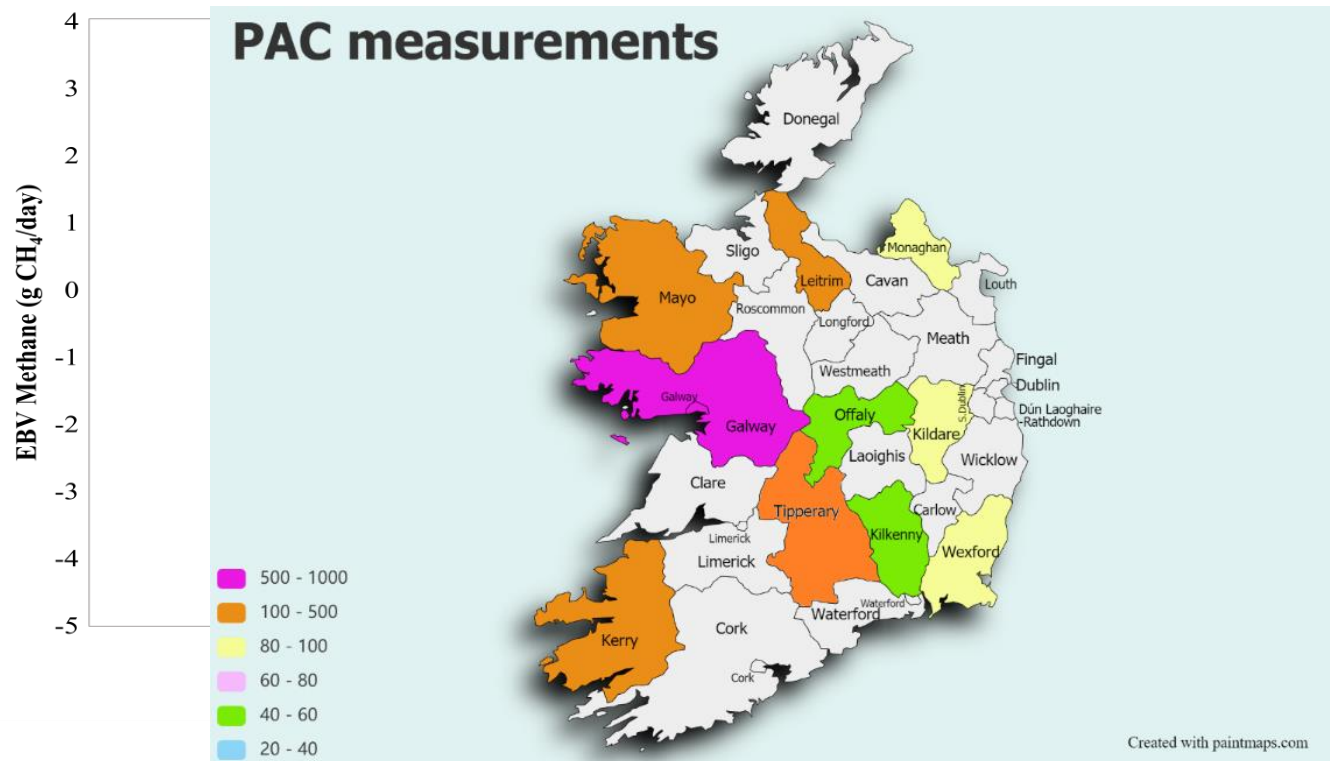 PAC measurements
EBV Methane (g CH₄/day)
4
3
2
1
0
-1
-2
-3
-4
-5
Donegal
Monaghan
Sligo
Leitrim
Cavan
Louth
Mayo
Roscommon
Longford
Meath
Westmeath
Fingal
Dublin
S.Dublin
Dún Laoghaire
-Rathdown
Galway
Galway
Offaly
Kildare
Laoighis
Wicklow
Clare
Tipperary
Carlow
Kilkenny
Limerick
Limerick
Wexford
Waterford
Waterford
Kerry
Cork
Cork
500 - 1000
100 - 500
80 - 100
60 - 80
40 - 60
20 - 40
Created with paintmaps.com